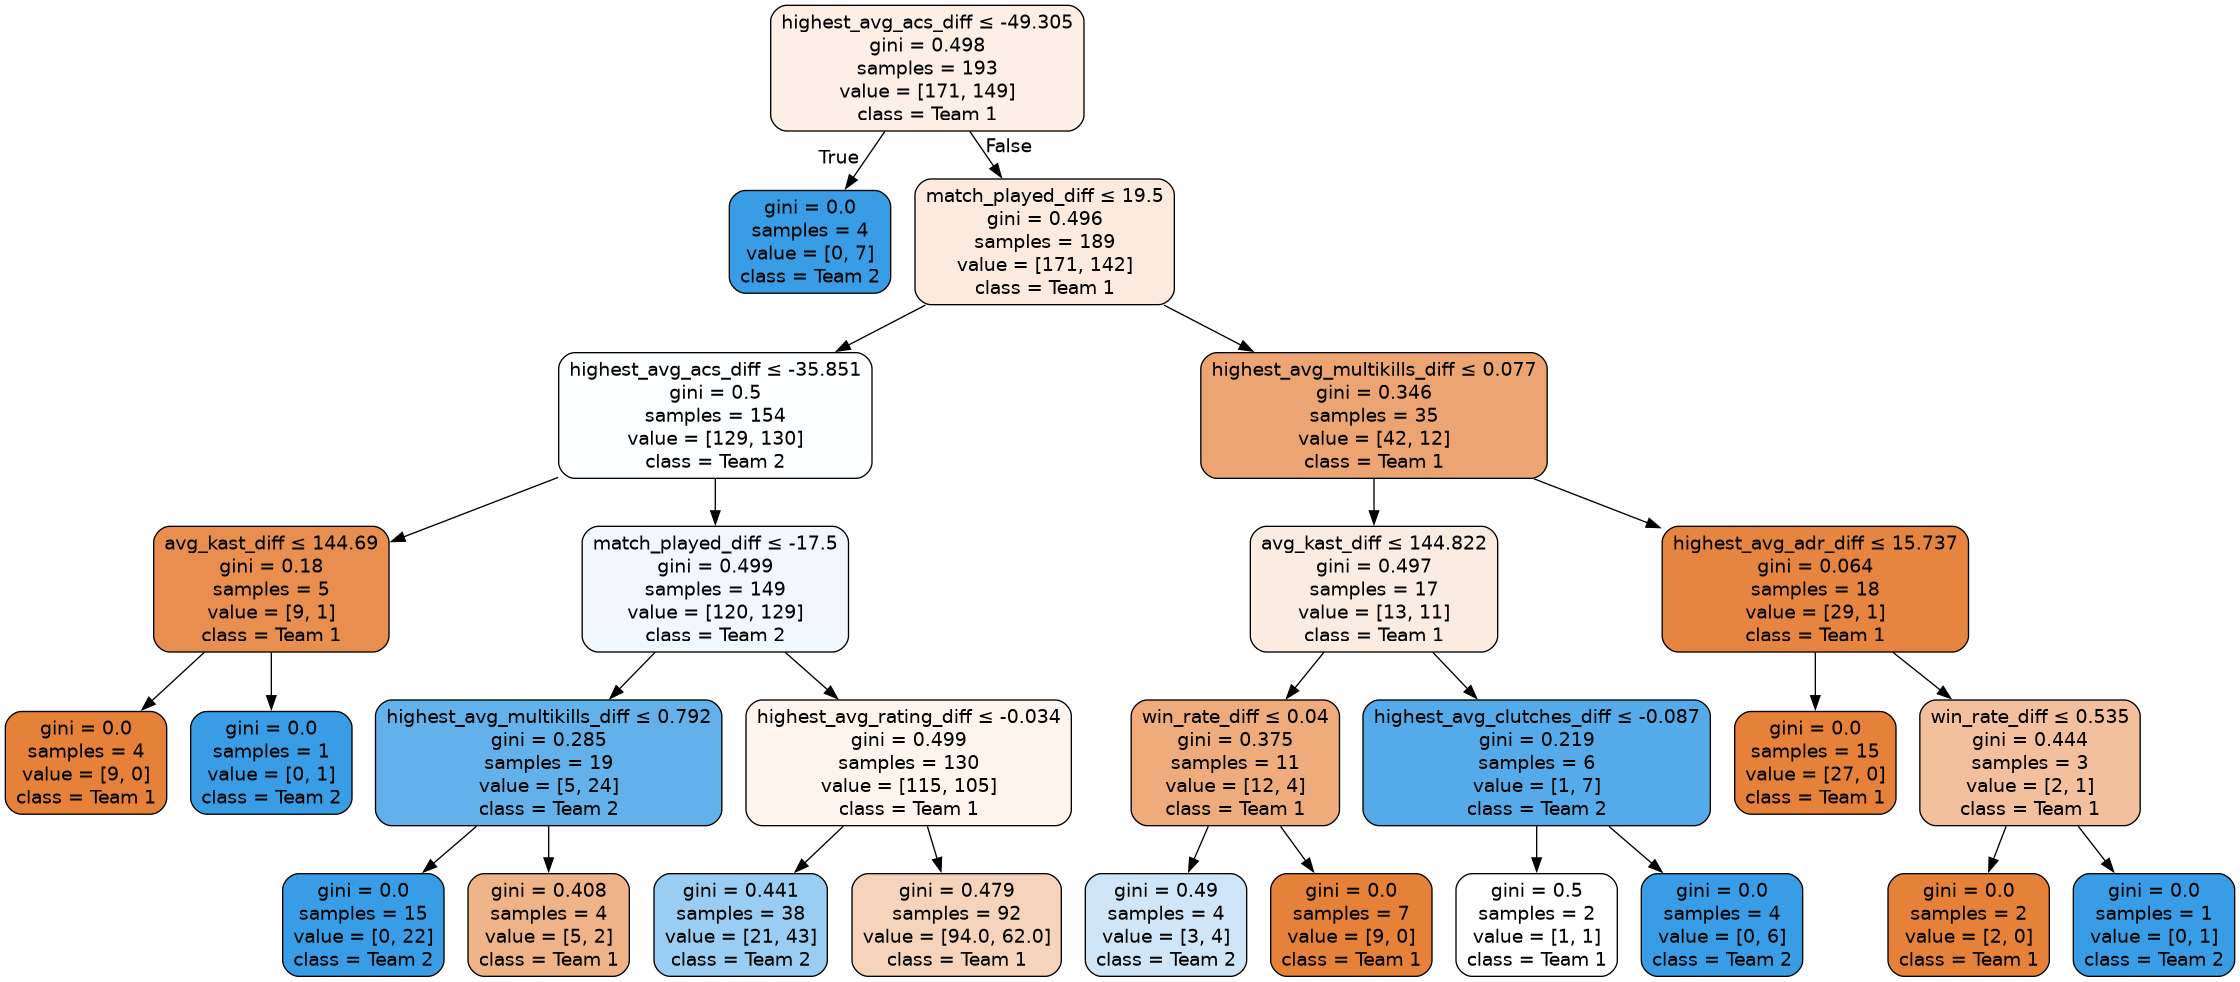 highest_avg_acs_diff ≤ -49.305
gini = 0.498
samples = 193
value = [171, 149]
class = Team 1
True
False
gini = 0.0
samples = 4
value = [0, 7]
class = Team 2
match_played_diff ≤ 19.5
gini = 0.496
samples = 189
value = [171, 142]
class = Team 1
highest_avg_acs_diff ≤ -35.851
gini = 0.5
samples = 154
value = [129, 130]
class = Team 2
highest_avg_multikills_diff ≤ 0.077
gini = 0.346
samples = 35
value = [42, 12]
class = Team 1
avg_kast_diff ≤ 144.69
gini = 0.18
samples = 5
value = [9, 1]
class = Team 1
match_played_diff ≤ -17.5
gini = 0.499
samples = 149
value = [120, 129]
class = Team 2
avg_kast_diff ≤ 144.822
gini = 0.497
samples = 17
value = [13, 11]
class = Team 1
highest_avg_adr_diff ≤ 15.737
gini = 0.064
samples = 18
value = [29, 1]
class = Team 1
gini = 0.0
samples = 4
value = [9, 0]
class = Team 1
gini = 0.0
samples = 1
value = [0, 1]
class = Team 2
highest_avg_multikills_diff ≤ 0.792
gini = 0.285
samples = 19
value = [5, 24]
class = Team 2
highest_avg_rating_diff ≤ -0.034
gini = 0.499
samples = 130
value = [115, 105]
class = Team 1
win_rate_diff ≤ 0.04
gini = 0.375
samples = 11
value = [12, 4]
class = Team 1
highest_avg_clutches_diff ≤ -0.087
gini = 0.219
samples = 6
value = [1, 7]
class = Team 2
gini = 0.0
samples = 15
value = [27, 0]
class = Team 1
win_rate_diff ≤ 0.535
gini = 0.444
samples = 3
value = [2, 1]
class = Team 1
gini = 0.0
samples = 15
value = [0, 22]
class = Team 2
gini = 0.408
samples = 4
value = [5, 2]
class = Team 1
gini = 0.441
samples = 38
value = [21, 43]
class = Team 2
gini = 0.479
samples = 92
value = [94.0, 62.0]
class = Team 1
gini = 0.49
samples = 4
value = [3, 4]
class = Team 2
gini = 0.0
samples = 7
value = [9, 0]
class = Team 1
gini = 0.5
samples = 2
value = [1, 1]
class = Team 1
gini = 0.0
samples = 4
value = [0, 6]
class = Team 2
gini = 0.0
samples = 2
value = [2, 0]
class = Team 1
gini = 0.0
samples = 1
value = [0, 1]
class = Team 2